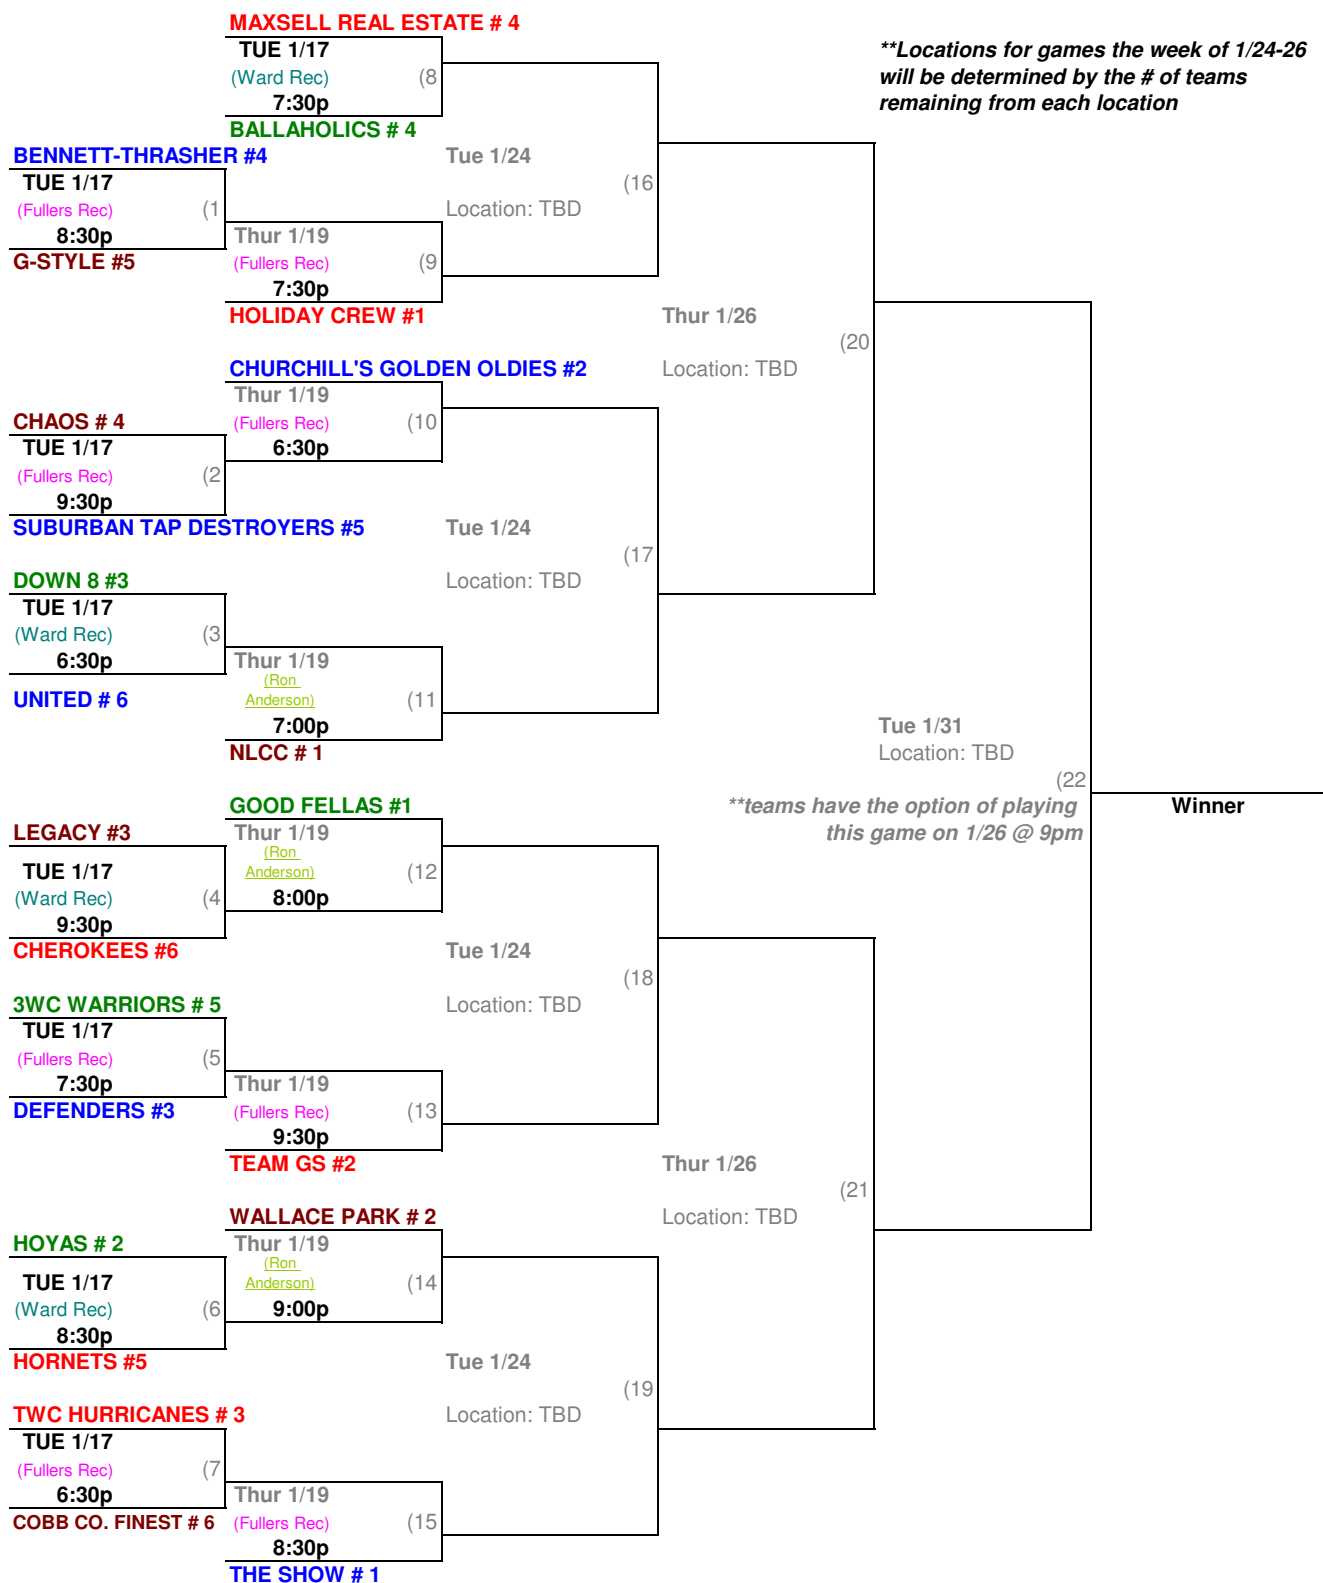 MAXSELL REAL ESTATE # 4
TUE 1/17
(Ward Rec) (8
7:30p
BALLAHOLICS # 4
**Locations for games the week of 1/24-26
will be determined by the # of teams
remaining from each location
BENNETT-THRASHER #4
TUE 1/17
(Fullers Rec) (1
8:30p
G-STYLE #5
Tue 1/24
(16
Location: TBD
Thur 1/19
(Fullers Rec) (9
7:30p
HOLIDAY CREW #1
Thur 1/26
(20
Location: TBD
CHURCHILL'S GOLDEN OLDIES #2
Thur 1/19
(Fullers Rec) (10
6:30p
CHAOS # 4
TUE 1/17
(Fullers Rec) (2
9:30p
SUBURBAN TAP DESTROYERS #5
Tue 1/24
(17
Location: TBD
DOWN 8 #3
TUE 1/17
(Ward Rec) (3
6:30p
UNITED # 6
Thur 1/19
(Ron
Anderson) (11
7:00p
NLCC # 1
Tue 1/31
Location: TBD
(22
**teams have the option of playing
this game on 1/26 @ 9pm
Winner
GOOD FELLAS #1
Thur 1/19
(Ron
Anderson) (12
8:00p
LEGACY #3
TUE 1/17
(Ward Rec) (4
9:30p
CHEROKEES #6
Tue 1/24
(18
Location: TBD
3WC WARRIORS # 5
TUE 1/17
(Fullers Rec) (5
7:30p
DEFENDERS #3
Thur 1/19
(Fullers Rec) (13
9:30p
TEAM GS #2
Thur 1/26
(21
Location: TBD
WALLACE PARK # 2
Thur 1/19
(Ron
Anderson) (14
9:00p
HOYAS # 2
TUE 1/17
(Ward Rec) (6
8:30p
HORNETS #5
Tue 1/24
(19
Location: TBD
TWC HURRICANES # 3
TUE 1/17
(Fullers Rec) (7
6:30p
COBB CO. FINEST # 6
Thur 1/19
(Fullers Rec) (15
8:30p
THE SHOW # 1